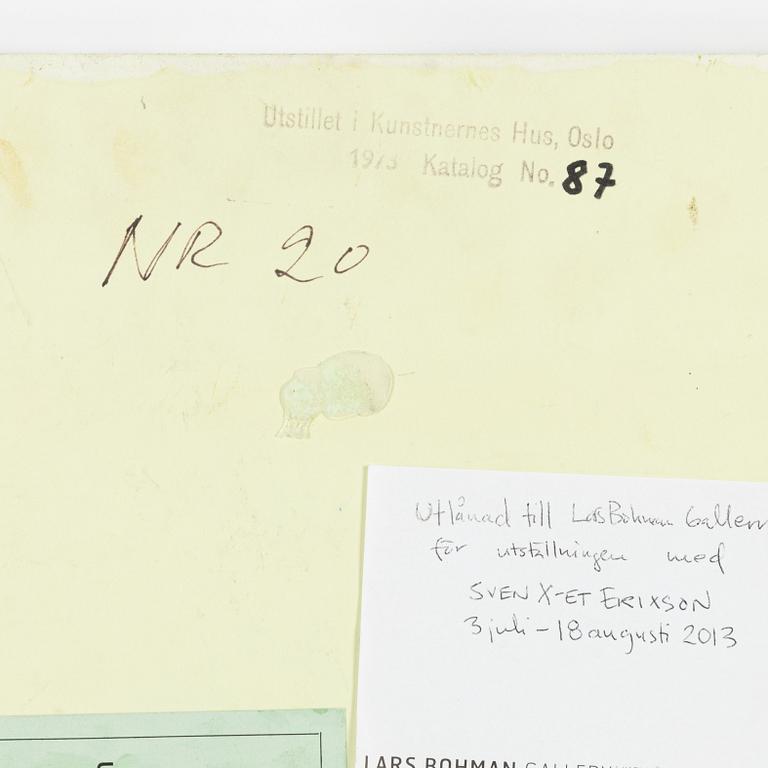 Utstillet i Kunstnernes Hus, Oslo
1973 Katalog No. 87
NR 20
Utlånad till Lars Bohman Gallery
för utställningen med
SVEN X-ET ERIXSON
3 juli – 18 augusti 2013
LARS BOHMAN